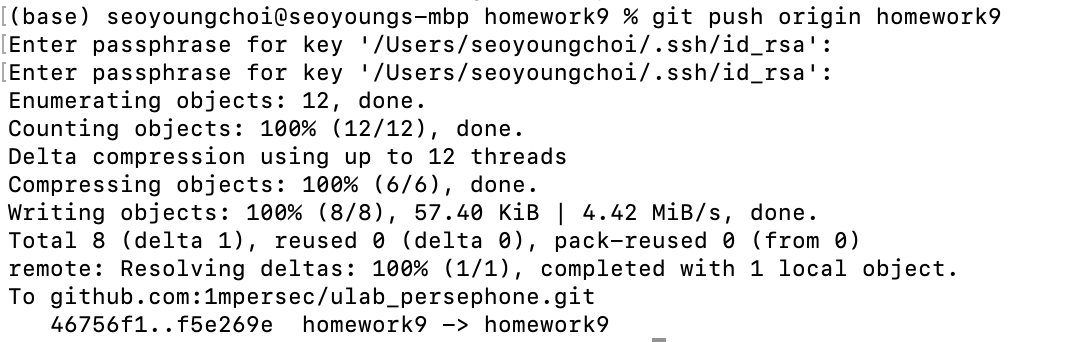 (base) seoyoungchoi@seoyoungs-mbp homework9 % git push origin homework9
Enter passphrase for key '/Users/seoyoungchoi/.ssh/id_rsa':
Enter passphrase for key '/Users/seoyoungchoi/.ssh/id_rsa':
Enumerating objects: 12, done.
Counting objects: 100% (12/12), done.
Delta compression using up to 12 threads
Compressing objects: 100% (6/6), done.
Writing objects: 100% (8/8), 57.40 KiB | 4.42 MiB/s, done.
Total 8 (delta 1), reused 0 (delta 0), pack-reused 0 (from 0)
remote: Resolving deltas: 100% (1/1), completed with 1 local object.
To github.com:1mpersec/ulab_persephone.git
   46756f1..f5e269e  homework9 -> homework9